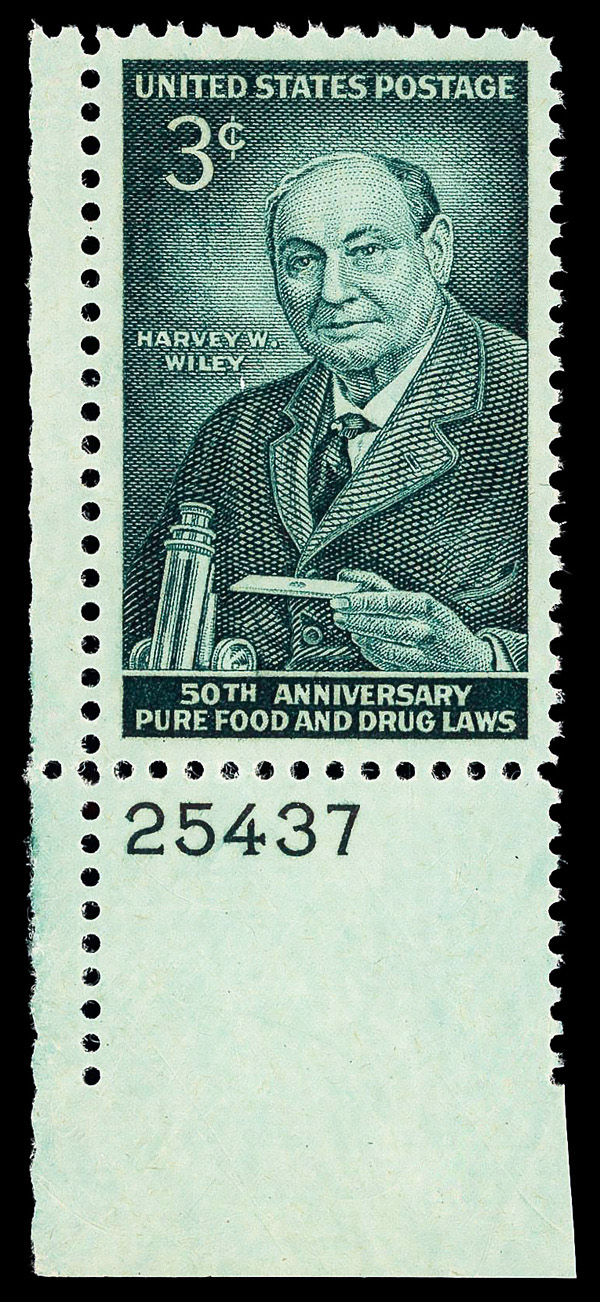 UNITED STATES POSTAGE
3¢
HARVEY W.
WILEY
50TH ANNIVERSARY
PURE FOOD AND DRUG LAWS
25437